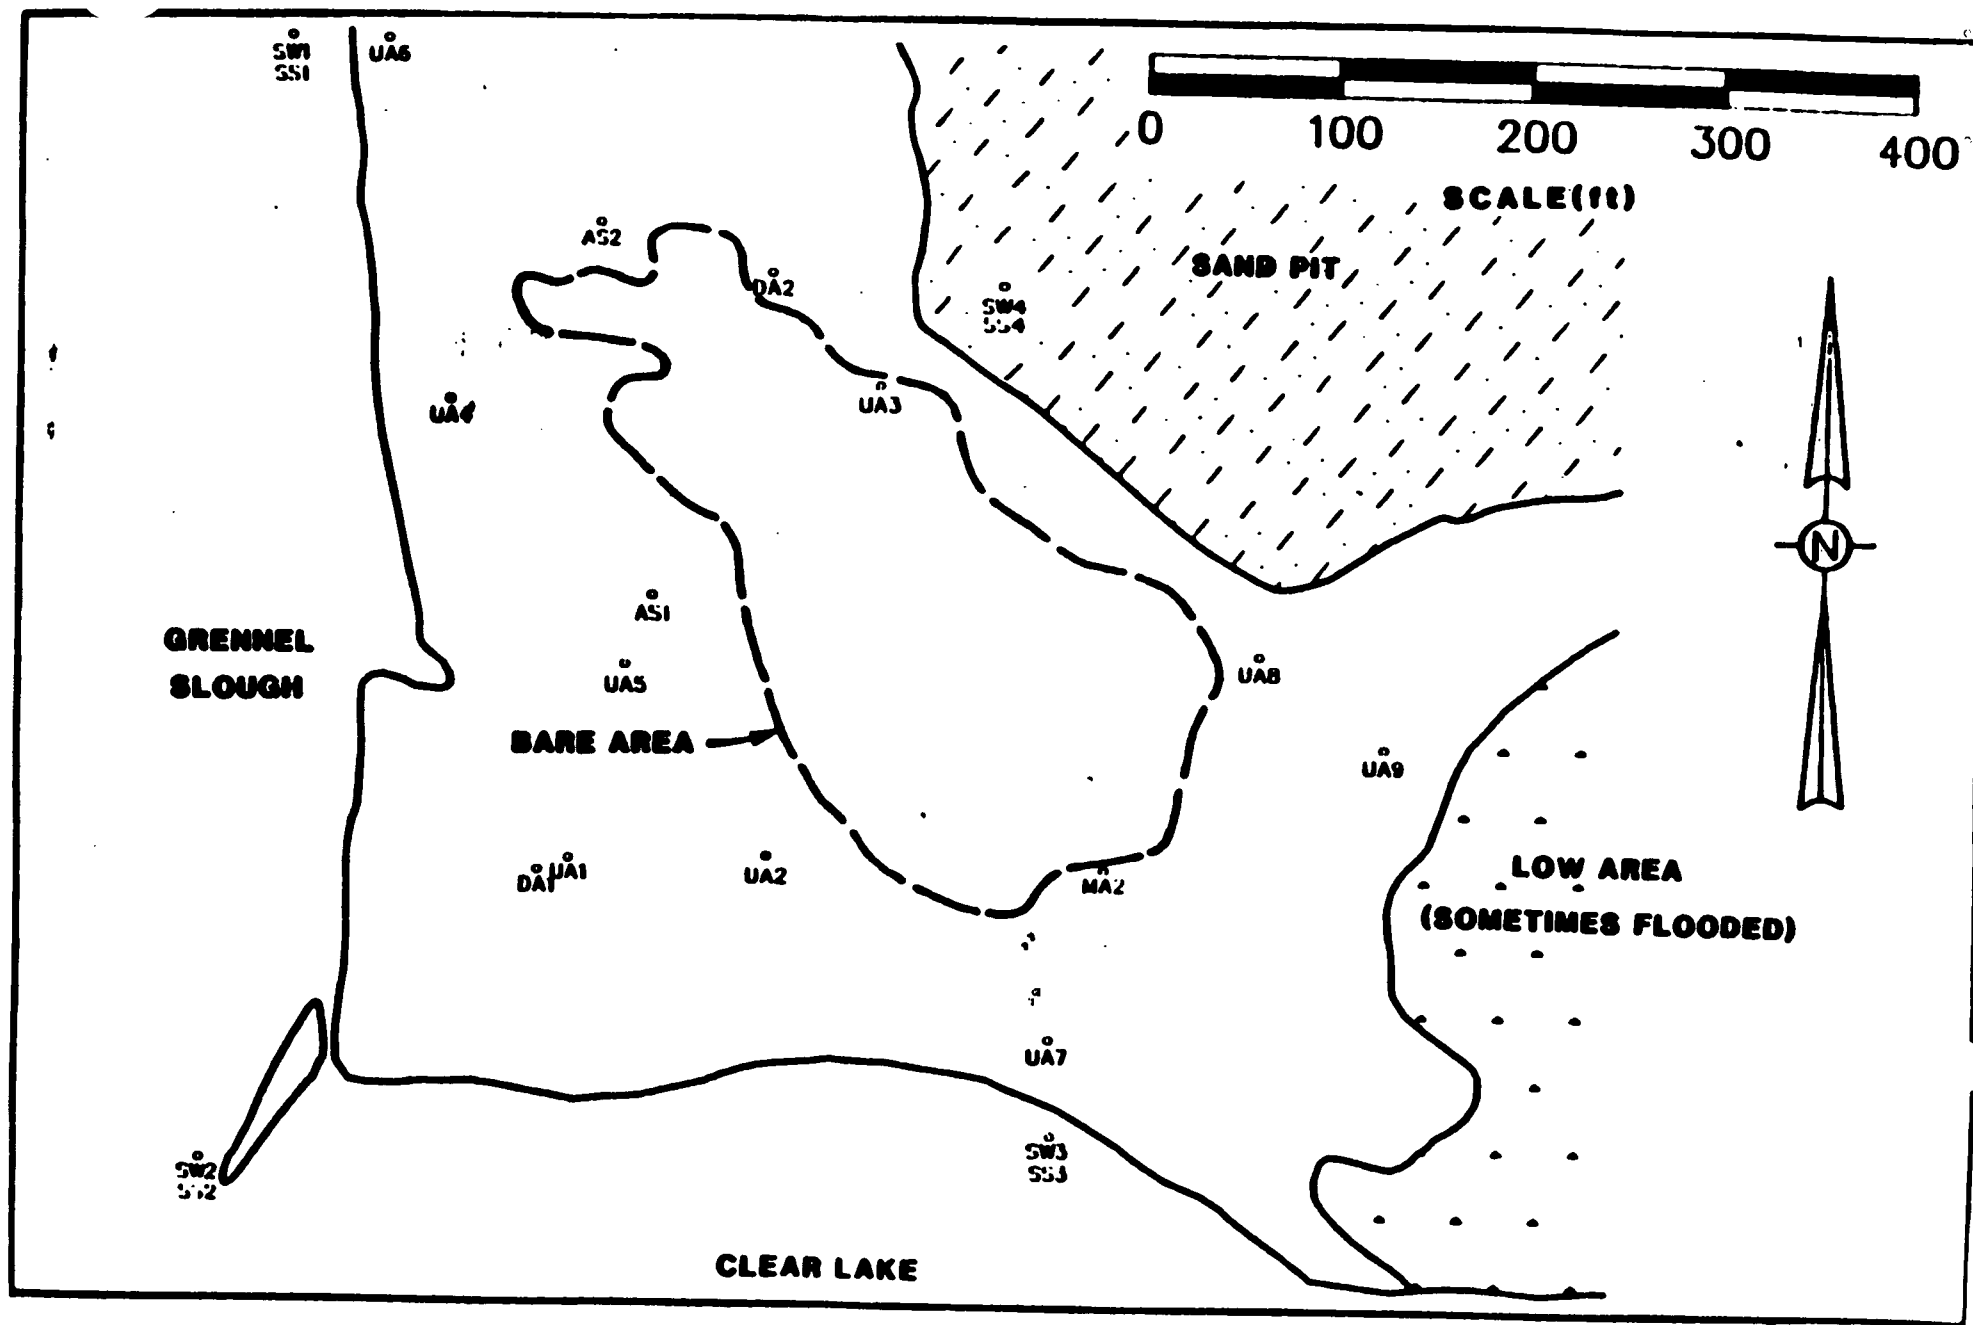 SW1
SS1
UA6
0 100 200 300 400
SCALE(ft)
AS2
SAND PIT
DA2
SW4
SS4
UA3
UA4
AS1
GRENNEL
SLOUGH
UA5
UA8
BARE AREA
UA9
N
DA1
UA1
UA2
MA2
LOW AREA
(SOMETIMES FLOODED)
UA7
SW3
SS3
SW2
SS2
CLEAR LAKE